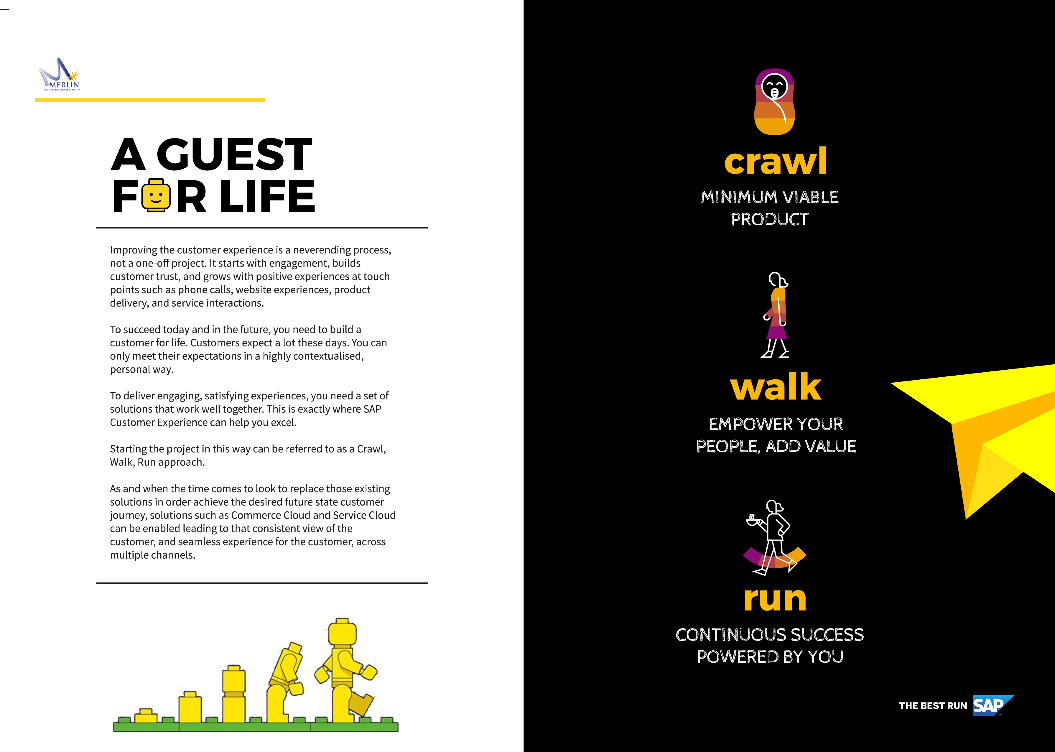 MERLIN
A GUEST
FOR LIFE
Improving the customer experience is a neverending process,
not a one-off project. It starts with engagement, builds
customer trust, and grows with positive experiences at touch
points such as phone calls, website experiences, product
delivery, and service interactions.
To succeed today and in the future, you need to build a
customer for life. Customers expect a lot these days. You can
only meet their expectations in a highly contextualised,
personal way.
To deliver engaging, satisfying experiences, you need a set of
solutions that work well together. This is exactly where SAP
Customer Experience can help you excel.
Starting the project in this way can be referred to as a Crawl,
Walk, Run approach.
As and when the time comes to look to replace those existing
solutions in order achieve the desired future state customer
journey, solutions such as Commerce Cloud and Service Cloud
can be enabled leading to that consistent view of the
customer, and seamless experience for the customer, across
multiple channels.
crawl
MINIMUM VIABLE
PRODUCT
walk
EMPOWER YOUR
PEOPLE, ADD VALUE
run
CONTINUOUS SUCCESS
POWERED BY YOU
THE BEST RUN SAP